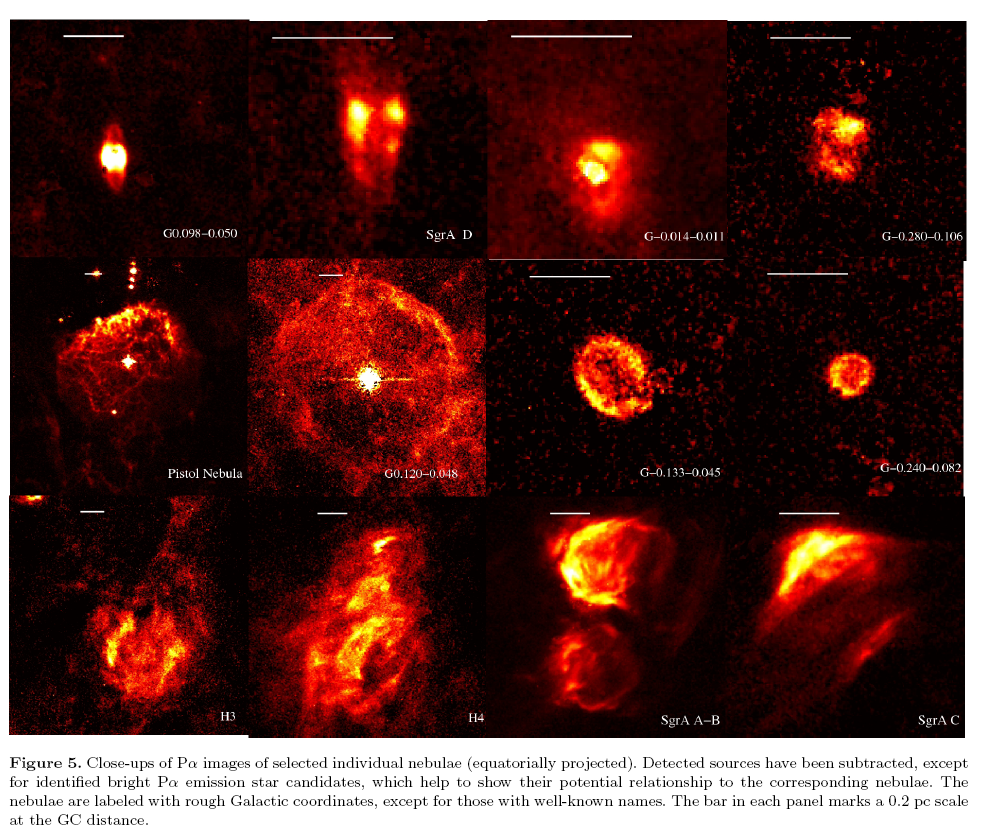 G0.098−0.050
SgrA D
G−0.014−0.011
G−0.280−0.106
Pistol Nebula
G0.120−0.048
G−0.133−0.045
G−0.240−0.082
H3
H4
SgrA A−B
SgrA C
Figure 5. Close-ups of Pα images of selected individual nebulae (equatorially projected). Detected sources have been subtracted, except
for identified bright Pα emission star candidates, which help to show their potential relationship to the corresponding nebulae. The
nebulae are labeled with rough Galactic coordinates, except for those with well-known names. The bar in each panel marks a 0.2 pc scale
at the GC distance.